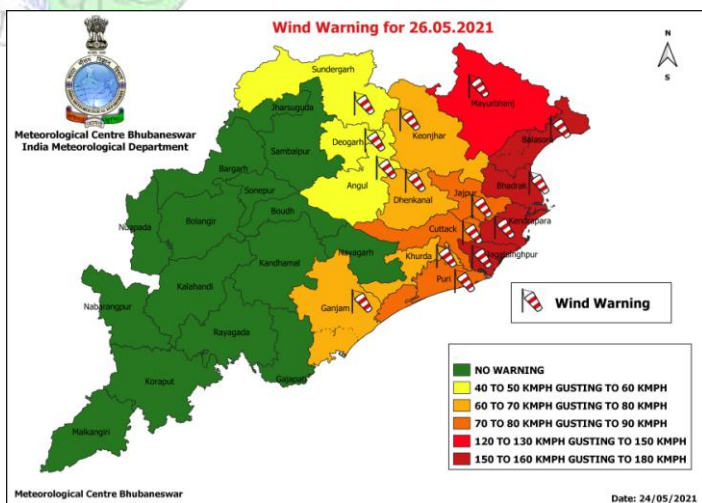 Wind Warning for 26.05.2021
N
S
Meteorological Centre Bhubaneswar
India Meteorological Department
Sundergarh
Jharsuguda
Mayurbhanj
Keonjhar
Balasore
Deogarh
Sambalpur
Bargarh
Angul
Bhadrak
Sonepur
Dhenkanal
Jajpur
Nuapada
Bolangir
Boudh
Kendrapara
Cuttack
Nayagarh
Kandhamal
Khurda
Puri
Kalahandi
Nabarangpur
Ganjam
Wind Warning
Rayagada
Gajapati
Koraput
Malkangiri
NO WARNING
40 TO 50 KMPH GUSTING TO 60 KMPH
60 TO 70 KMPH GUSTING TO 80 KMPH
70 TO 80 KMPH GUSTING TO 90 KMPH
120 TO 130 KMPH GUSTING TO 150 KMPH
150 TO 160 KMPH GUSTING TO 180 KMPH
Meteorological Centre Bhubaneswar
Date: 24/05/2021